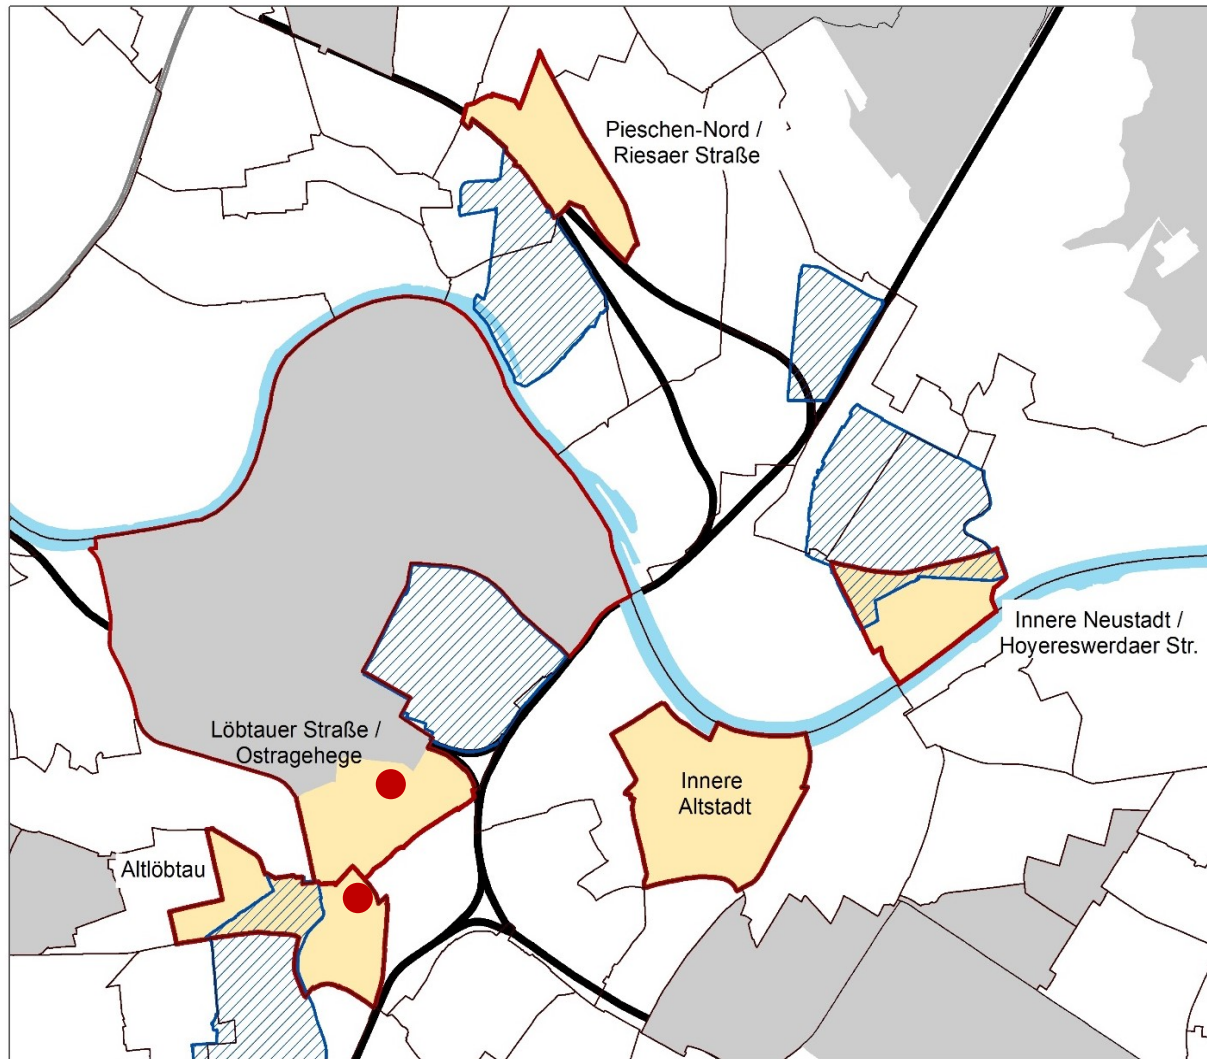 Pieschen-Nord /
Riesaer Straße
Innere Neustadt /
Hoyereswerdaer Str.
Löbtauer Straße /
Ostragehege
Innere
Altstadt
Altlöbtau